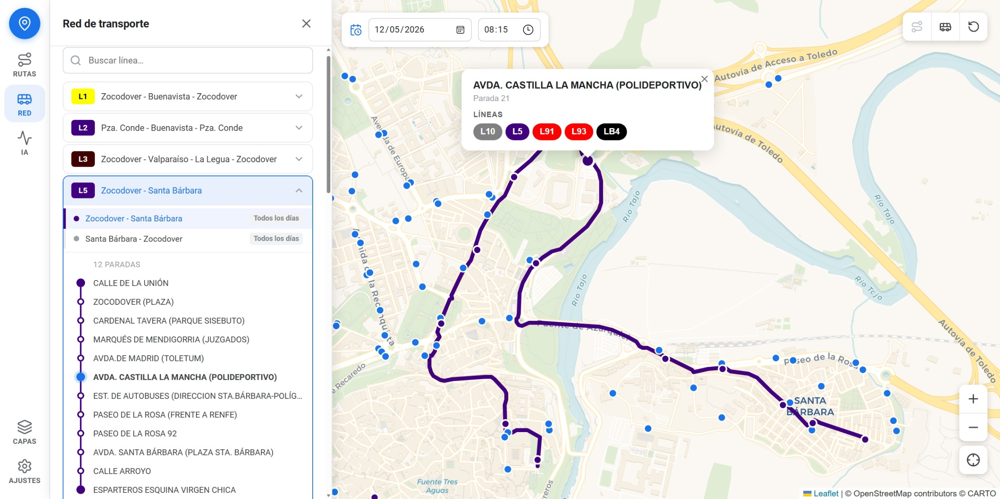 Red de transporte
RUTAS
RED
IA
CAPAS
AJUSTES
Buscar línea...
L1 Zocodover - Buenavista - Zocodover
L2 Pza. Conde - Buenavista - Pza. Conde
L3 Zocodover - Valparaíso - La Legua - Zocodover
L5 Zocodover - Santa Bárbara
Zocodover - Santa Bárbara Todos los días
Santa Bárbara - Zocodover Todos los días
12 PARADAS
CALLE DE LA UNIÓN
ZOCODOVER (PLAZA)
CARDENAL TAVERA (PARQUE SISEBUTO)
MARQUÉS DE MENDIGORRIA (JUZGADOS)
AVDA.DE MADRID (TOLETUM)
AVDA. CASTILLA LA MANCHA (POLIDEPORTIVO)
EST. DE AUTOBUSES (DIRECCION STA.BÁRBARA-POLÍG...
PASEO DE LA ROSA (FRENTE A RENFE)
PASEO DE LA ROSA 92
AVDA. SANTA BÁRBARA (PLAZA STA. BÁRBARA)
CALLE ARROYO
ESPARTEROS ESQUINA VIRGEN CHICA
12/05/2026 08:15
AVDA. CASTILLA LA MANCHA (POLIDEPORTIVO)
Parada 21
LÍNEAS
L10 L5 L91 L93 LB4
Autovía de Acceso a Toledo
Autovía de Toledo
Avenida de Europa
Río Tajo
Río Tajo
Río Tajo
Río Tajo
la Reconquista
Puente de Azarquiel
Autovía de Toledo
Paseo de la Rosa
Recaredo
SANTA
BÁRBARA
Fuente Tres
Aguas
+
−
Leaflet | © OpenStreetMap contributors © CARTO